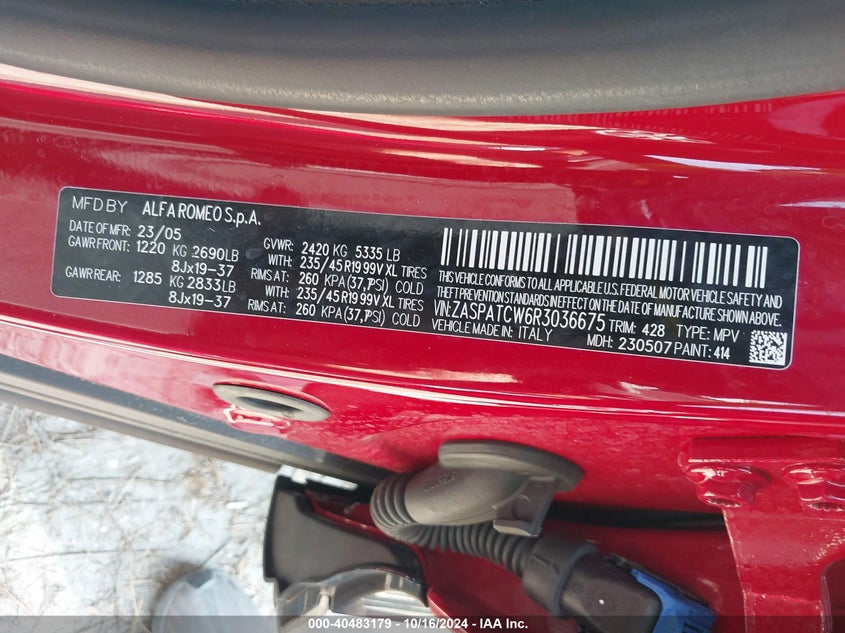 MFD BY ALFA ROMEO S.p.A.
DATE OF MFR: 23/05 GVWR: 2420 KG 5335 LB
GAWR FRONT: 1220 KG 2690LB WITH: 235/45 R19 99V XL TIRES
8Jx19-37 RIMS AT: 260 KPA(37,7PSI) COLD
GAWR REAR: 1285 KG 2833LB WITH: 235/45 R19 99V XL TIRES
8Jx19-37 RIMS AT: 260 KPA(37,7PSI) COLD
THIS VEHICLE CONFORMS TO ALL APPLICABLE U.S. FEDERAL MOTOR VEHICLE SAFETY AND
THEFT PREVENTION STANDARDS IN EFFECT ON THE DATE OF MANUFACTURE SHOWN ABOVE.
VIN: ZASPATCW6R3036675 TRIM: 428 TYPE: MPV
VEHICLE MADE IN: ITALY MDH: 230507 PAINT: 414
000-40483179 - 10/16/2024 - IAA Inc.